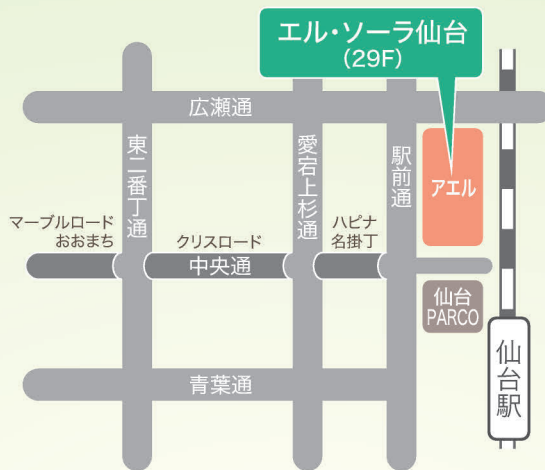 エル・ソーラ仙台
(29F)
広瀬通
東二番丁通
愛宕上杉通
駅前通
アエル
マーブルロード
おおまち
クリスロード
ハピナ
名掛丁
中央通
仙台
PARCO
仙台駅
青葉通